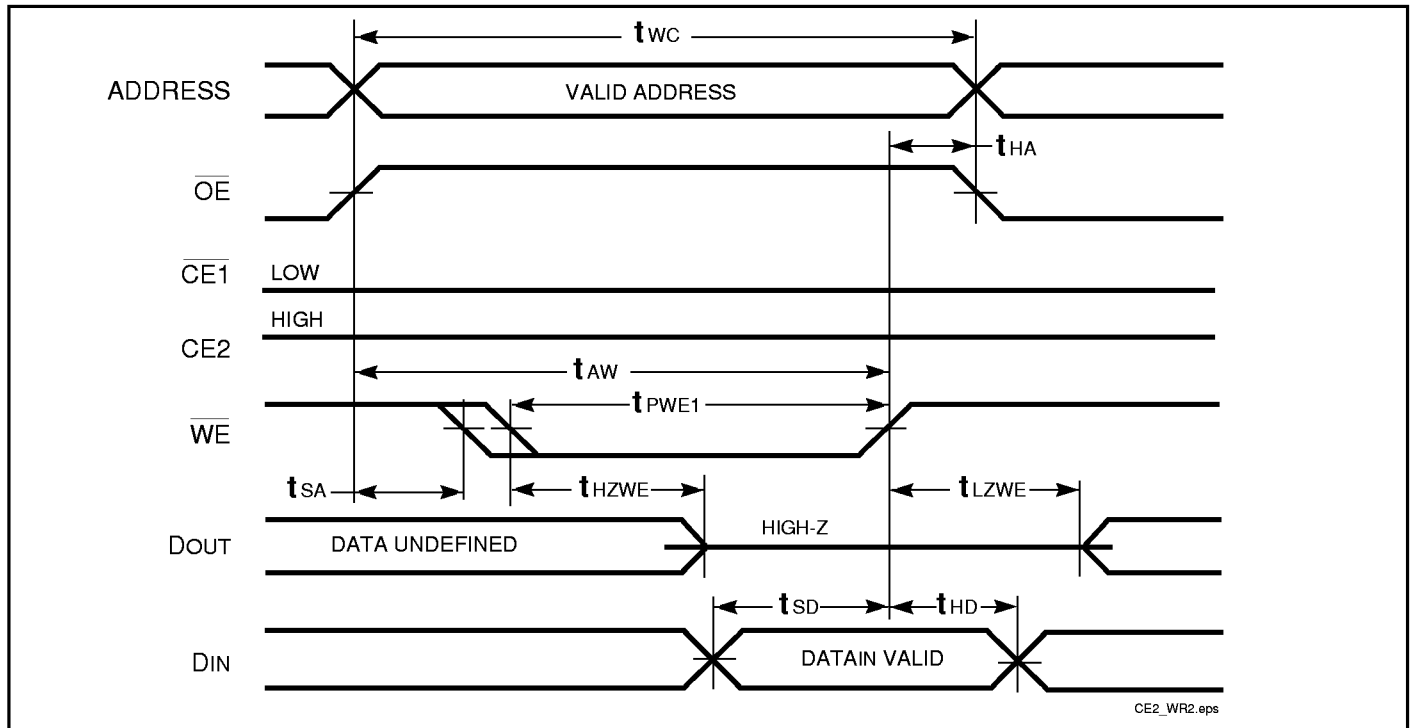 tWC
ADDRESS VALID ADDRESS
tHA
OE
CE1 LOW
HIGH
CE2
tAW
tPWE1
WE
tSA tHZWE tLZWE
DOUT DATA UNDEFINED HIGH-Z
tSD tHD
DIN DATAIN VALID
CE2_WR2.eps